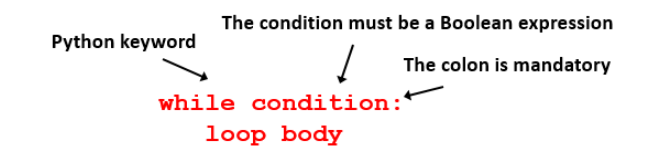 The condition must be a Boolean expression
Python keyword
The colon is mandatory
while condition:
loop body